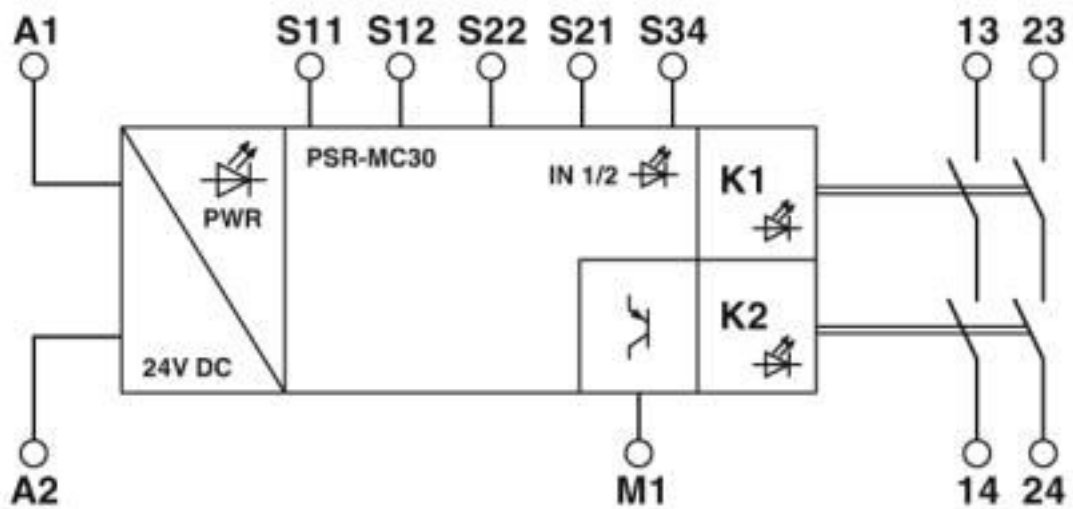 A1 S11 S12 S22 S21 S34 13 23
PSR-MC30
IN 1/2
K1
PWR
K2
24V DC
A2 M1 14 24